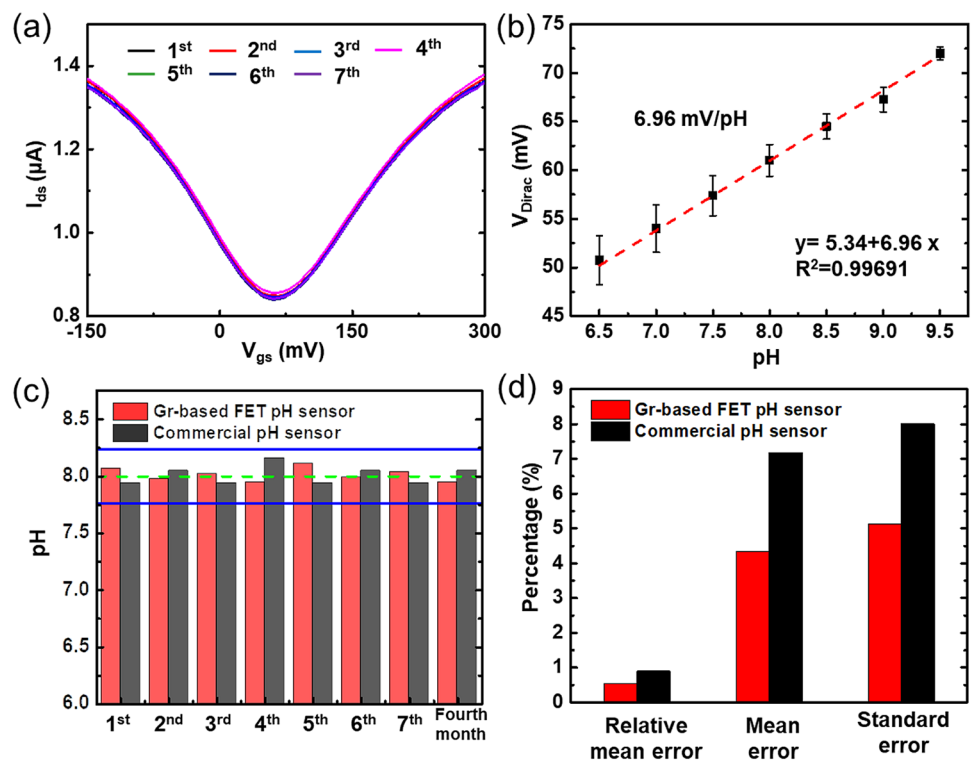 (a)
1st 2nd 3rd 4th
5th 6th 7th
1.4
1.2
1.0
0.8
Ids (μA)
-150 0 150 300
Vgs (mV)
(b)
75
70
65
60
55
50
45
VDirac (mV)
6.96 mV/pH
y= 5.34+6.96 x
R2=0.99691
6.5 7.0 7.5 8.0 8.5 9.0 9.5
pH
(c)
Gr-based FET pH sensor
Commercial pH sensor
8.5
8.0
7.5
7.0
6.5
6.0
pH
1st 2nd 3rd 4th 5th 6th 7th Fourth
month
(d)
Gr-based FET pH sensor
Commercial pH sensor
9
8
7
6
5
4
3
2
1
0
Percentage (%)
Relative
mean error
Mean
error
Standard
error